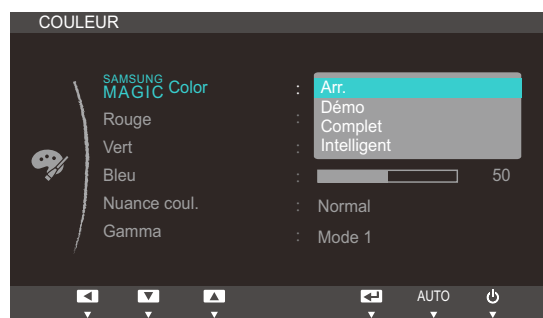 COULEUR
SAMSUNG MAGIC Color : Arr.
Démo
Rouge :
Complet
Vert : Intelligent
Bleu : 50
Nuance coul. : Normal
Gamma : Mode 1
AUTO